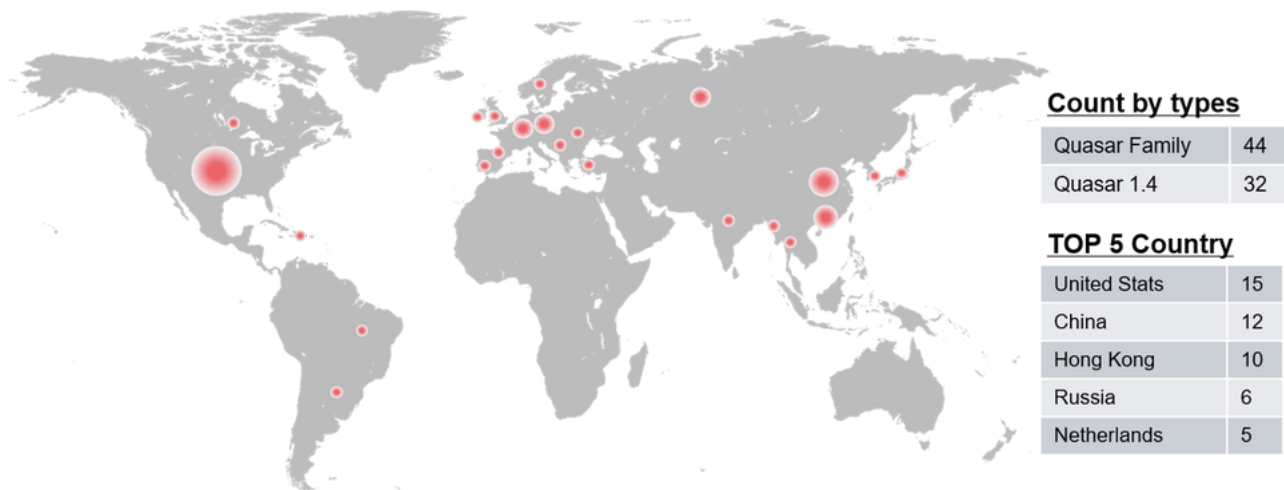 Count by types
Quasar Family 44
Quasar 1.4 32
TOP 5 Country
United Stats 15
China 12
Hong Kong 10
Russia 6
Netherlands 5